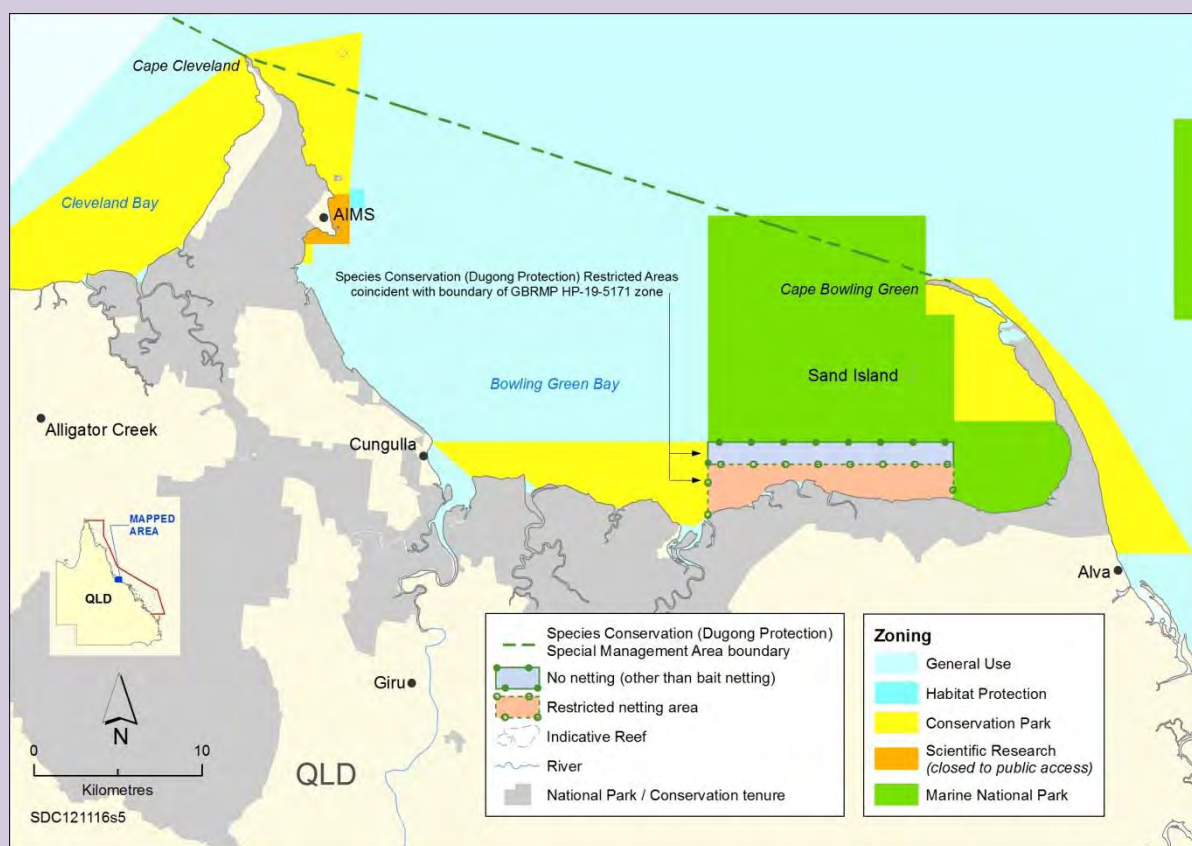 Cape Cleveland
Cleveland Bay
AIMS
Species Conservation (Dugong Protection) Restricted Areas
coincident with boundary of GBRMP HP-19-5171 zone
Cape Bowling Green
Sand Island
Bowling Green Bay
Alligator Creek
Cungulla
MAPPED
AREA
QLD
Alva
Giru
N
0 10
Kilometres
SDC121116s5
QLD
Species Conservation (Dugong Protection)
Special Management Area boundary
No netting (other than bait netting)
Restricted netting area
Indicative Reef
River
National Park / Conservation tenure
Zoning
General Use
Habitat Protection
Conservation Park
Scientific Research
(closed to public access)
Marine National Park